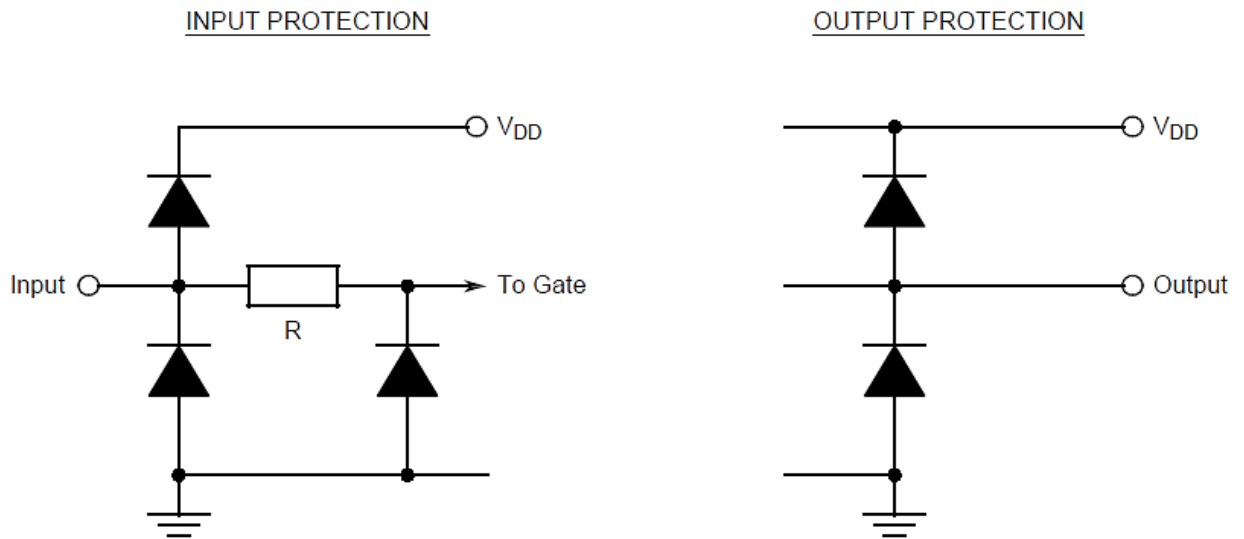 INPUT PROTECTION
OUTPUT PROTECTION
VDD
VDD
Input
To Gate
Output
R